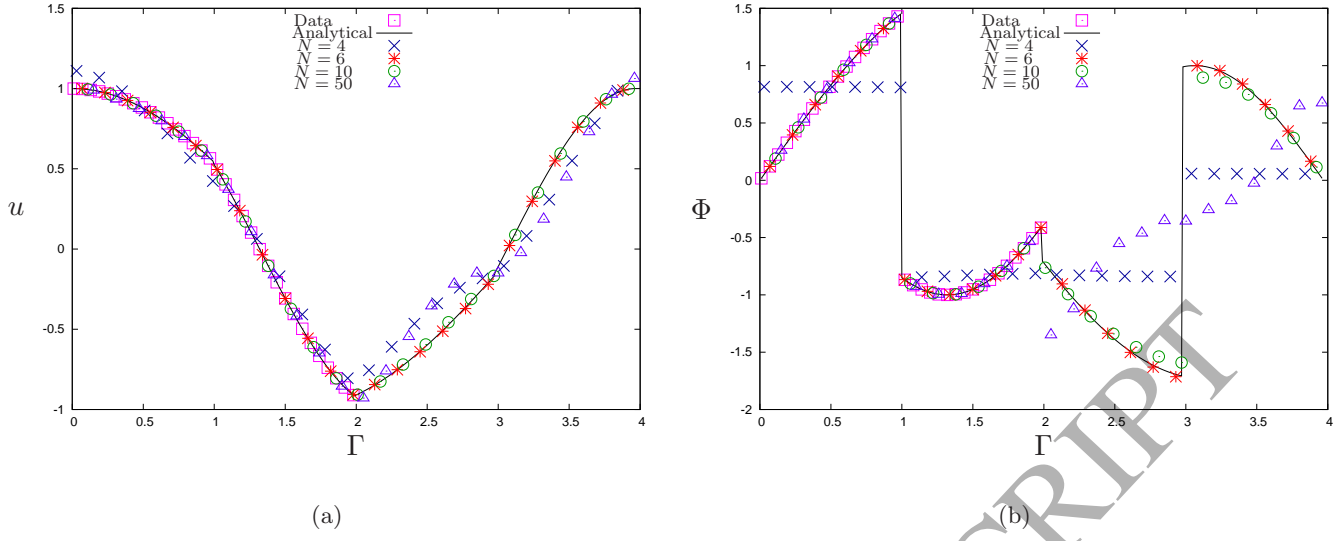 1.5
1
0.5
0
-0.5
-1
0 0.5 1 1.5 2 2.5 3 3.5 4
u
Γ
Data
Analytical
N = 4
N = 6
N = 10
N = 50
(a)
1.5
1
0.5
0
-0.5
-1
-1.5
-2
0 0.5 1 1.5 2 2.5 3 3.5 4
Φ
Γ
Data
Analytical
N = 4
N = 6
N = 10
N = 50
(b)
CRIPT